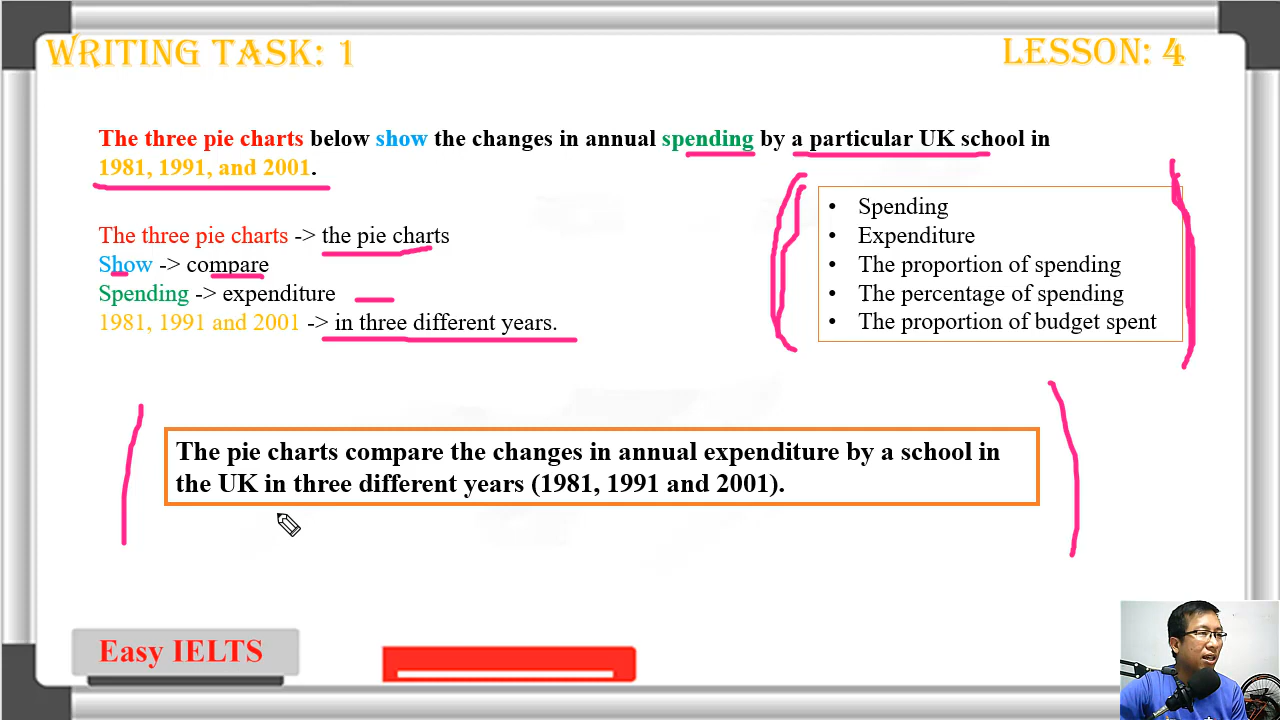 WRITING TASK: 1
LESSON: 4
The three pie charts below show the changes in annual spending by a particular UK school in
1981, 1991, and 2001.
The three pie charts -> the pie charts
Show -> compare
Spending -> expenditure
1981, 1991 and 2001 -> in three different years.
• Spending
• Expenditure
• The proportion of spending
• The percentage of spending
• The proportion of budget spent
The pie charts compare the changes in annual expenditure by a school in
the UK in three different years (1981, 1991 and 2001).
Easy IELTS